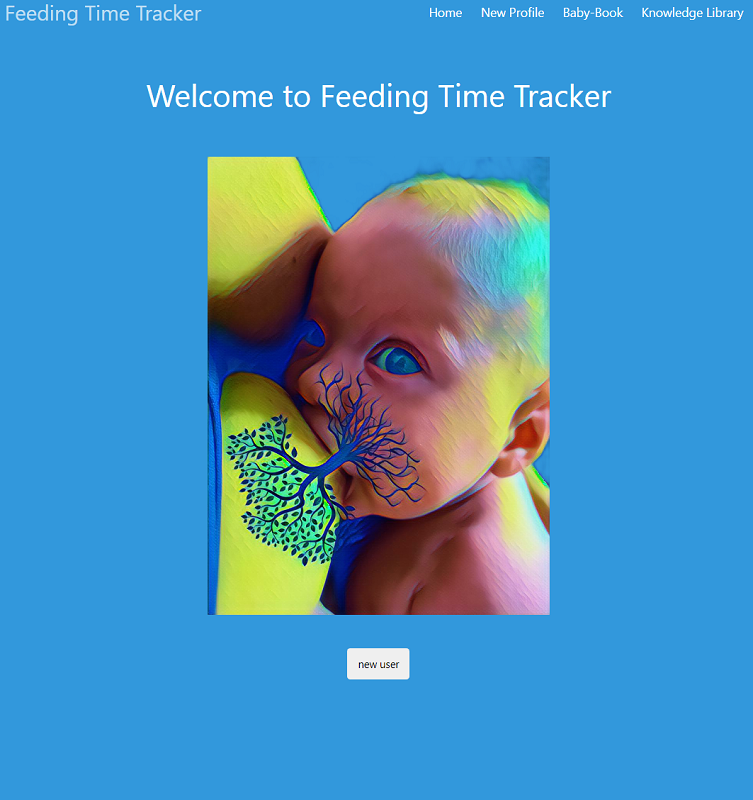 Feeding Time Tracker
Home New Profile Baby-Book Knowledge Library
Welcome to Feeding Time Tracker
new user